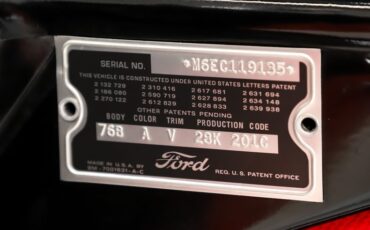 SERIAL NO. *M6EC119135*
THIS VEHICLE IS CONSTRUCTED UNDER UNITED STATES LETTERS PATENT
2 132 729 2 310 416 2 617 681 2 631 694
2 186 080 2 590 719 2 627 894 2 634 148
2 270 122 2 612 829 2 628 833 2 639 938
OTHER PATENTS PENDING
BODY COLOR TRIM PRODUCTION CODE
76B A V 28K 201C
MADE IN U.S.A. BY
Ford
REG. U. S. PATENT OFFICE